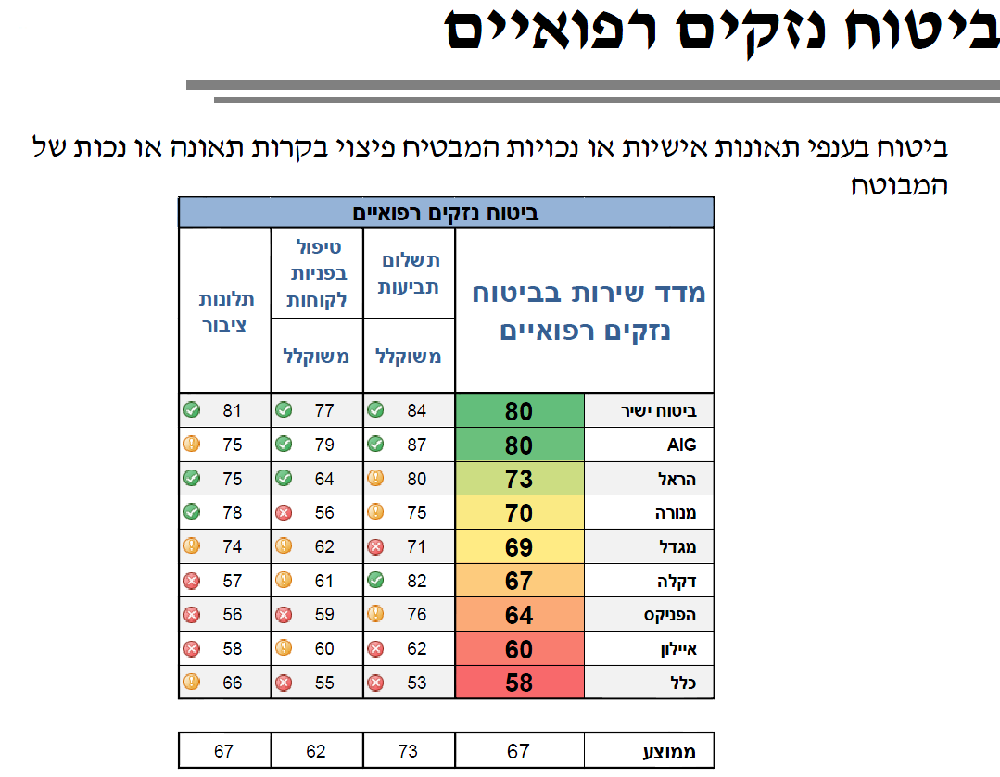 ביטוח נזקים רפואיים
ביטוח בענפי תאונות אישיות או נכויות המבטיח פיצוי בקרות תאונה או נכות של
המבוטח
ביטוח נזקים רפואיים
מדד שירות בביטוח
נזקים רפואיים
תשלום
תביעות
משוקלל
טיפול
בפניות
לקוחות
משוקלל
תלונות
ציבור
ביטוח ישיר 80 84 77 81
AIG 80 87 79 75
הראל 73 80 64 75
מנורה 70 75 56 78
מגדל 69 71 62 74
דקלה 67 82 61 57
הפניקס 64 76 59 56
איילון 60 62 60 58
כלל 58 53 55 66
ממוצע 67 73 62 67